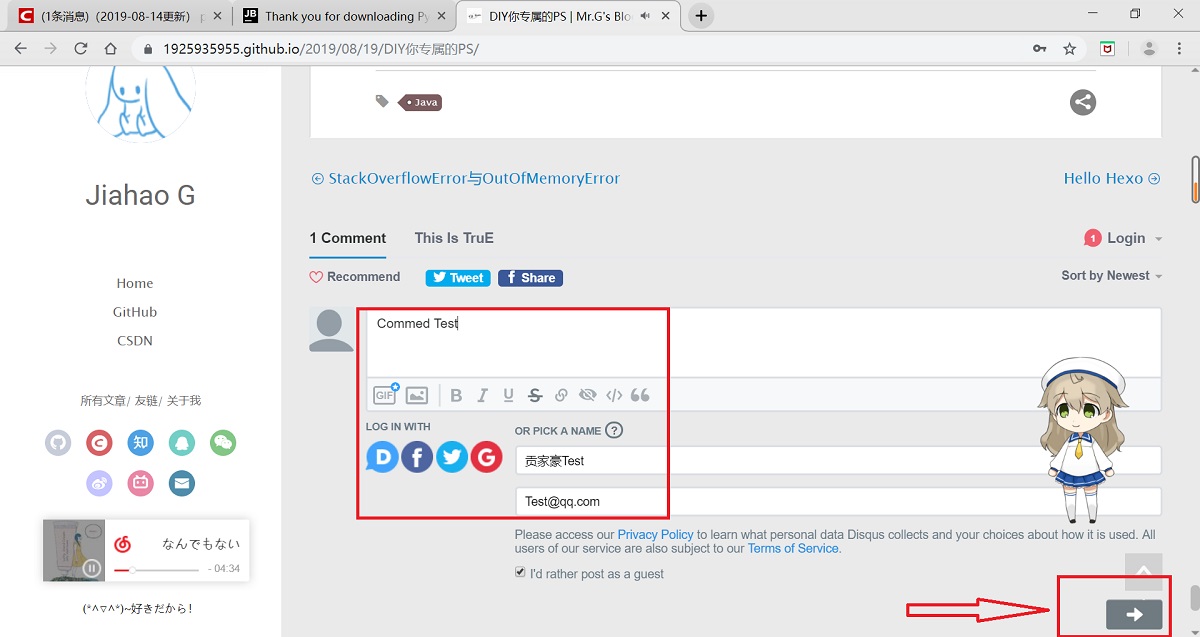 (1条消息)（2019-08-14更新）
Thank you for downloading Py
DIY你专属的PS | Mr.G's Blo
1925935955.github.io/2019/08/19/DIY你专属的PS/
Jiahao G
Home
GitHub
CSDN
所有文章/ 友链/ 关于我
知
なんでもない
- 04:34
(*^▽^*)~好きだから！
Java
StackOverflowError与OutOfMemoryError
Hello Hexo
1 Comment
This Is TruE
1 Login
Recommend
Tweet
Share
Sort by Newest
Commed Test
GIF
B I U S </>
LOG IN WITH
OR PICK A NAME ?
D f G
贡家豪Test
Test@qq.com
Please access our Privacy Policy to learn what personal data Disqus collects and your choices about how it is used. All
users of our service are also subject to our Terms of Service.
I'd rather post as a guest